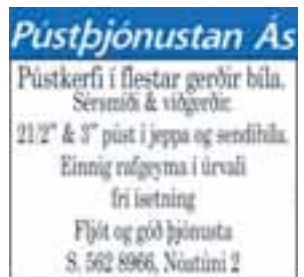 Pústþjónustan Ás
Pústkerfi í flestar gerðir bíla.
Sérsmíði & viðgerðir.
2 1/2" & 3" púst í jeppa og sendibíla.
Einnig rafgeyma í úrvali
frí ísetning
Fljót og góð þjónusta
S. 562 8966, Nóatúni 2